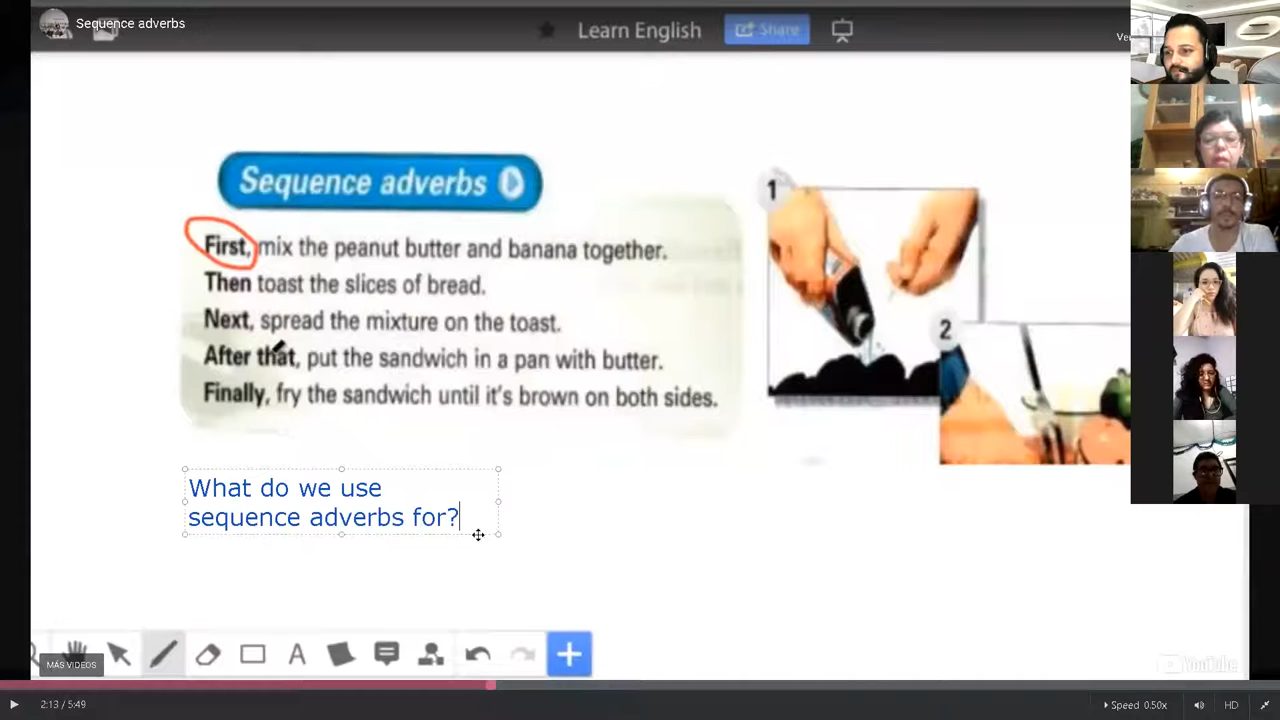 Sequence adverbs
Learn English
Share
Ve
Sequence adverbs
First, mix the peanut butter and banana together.
Then toast the slices of bread.
Next, spread the mixture on the toast.
After that, put the sandwich in a pan with butter.
Finally, fry the sandwich until it's brown on both sides.
1
2
What do we use
sequence adverbs for?
A
MÁS VIDEOS
YouTube
2:13 / 5:49
Speed 0.50x
HD